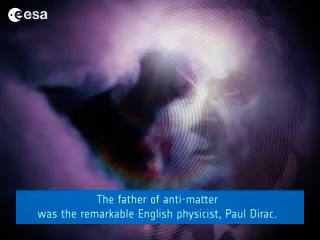 esa
The father of anti-matter
was the remarkable English physicist, Paul Dirac.